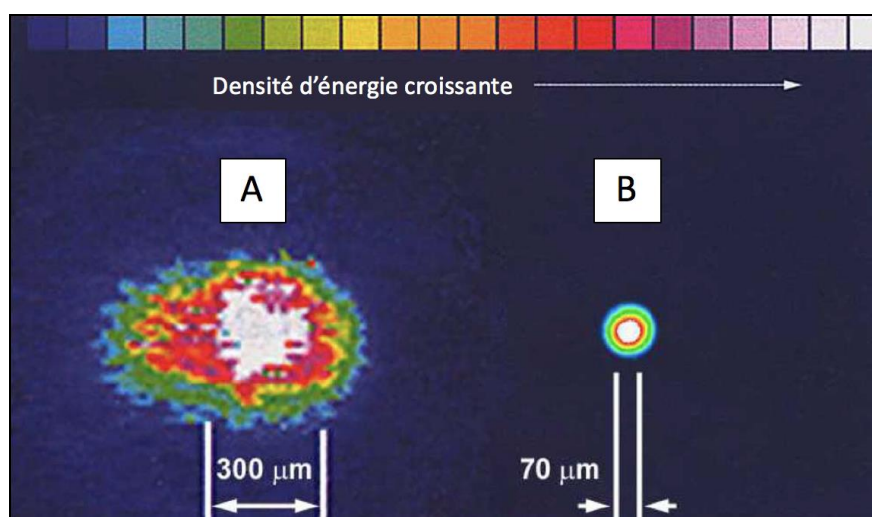 Densité d'énergie croissante
A
B
300 μm
70 μm